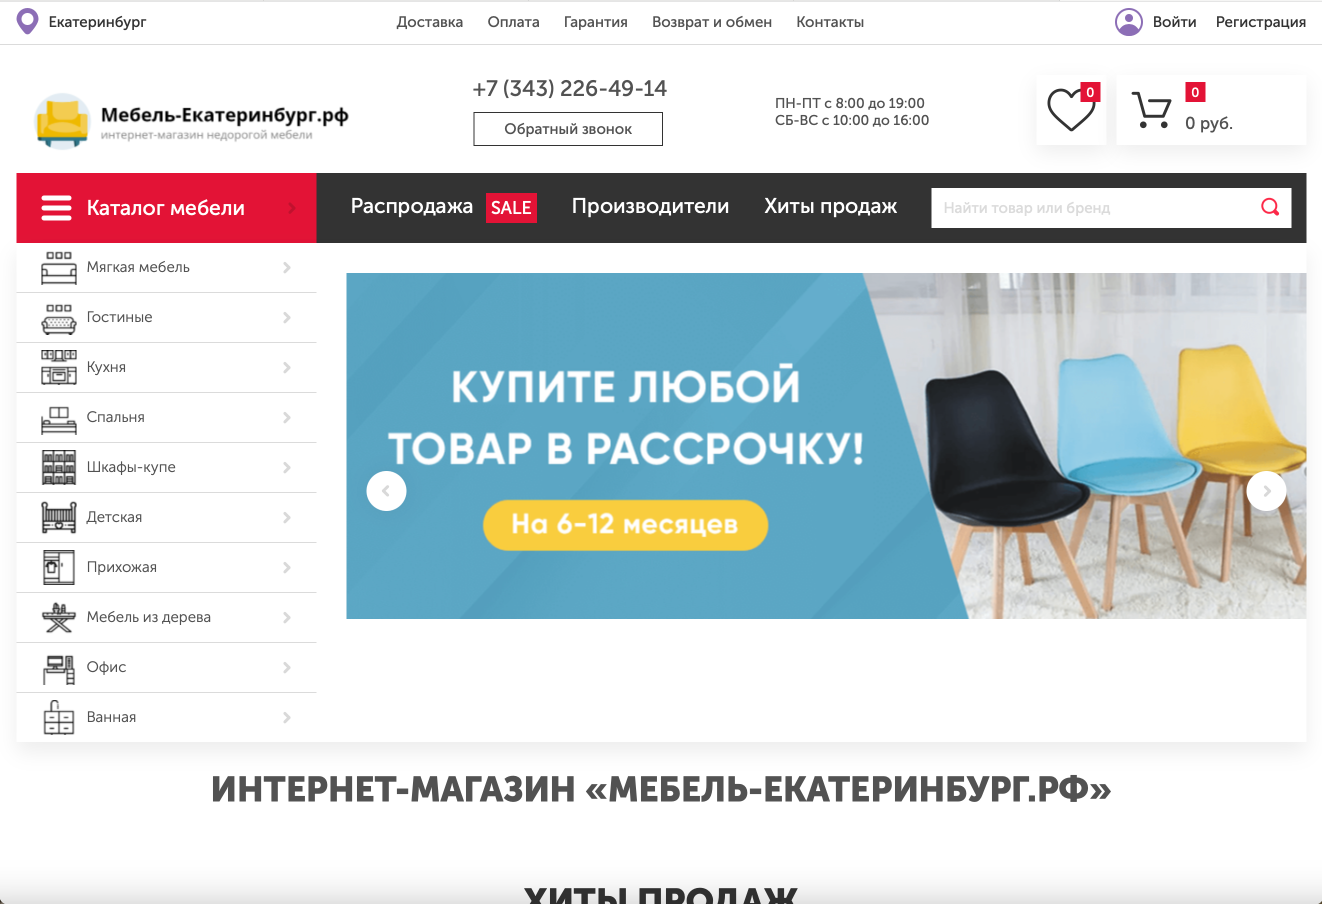 Екатеринбург
Доставка Оплата Гарантия Возврат и обмен Контакты
Войти Регистрация
Мебель-Екатеринбург.рф
интернет-магазин недорогой мебели
+7 (343) 226-49-14
Обратный звонок
ПН-ПТ с 8:00 до 19:00
СБ-ВС с 10:00 до 16:00
0
0
0 руб.
Каталог мебели
Распродажа SALE Производители Хиты продаж
Найти товар или бренд
Мягкая мебель
Гостиные
Кухня
Спальня
Шкафы-купе
Детская
Прихожая
Мебель из дерева
Офис
Ванная
КУПИТЕ ЛЮБОЙ
ТОВАР В РАССРОЧКУ!
На 6-12 месяцев
ИНТЕРНЕТ-МАГАЗИН «МЕБЕЛЬ-ЕКАТЕРИНБУРГ.РФ»
ХИТЫ ПРОДАЖ